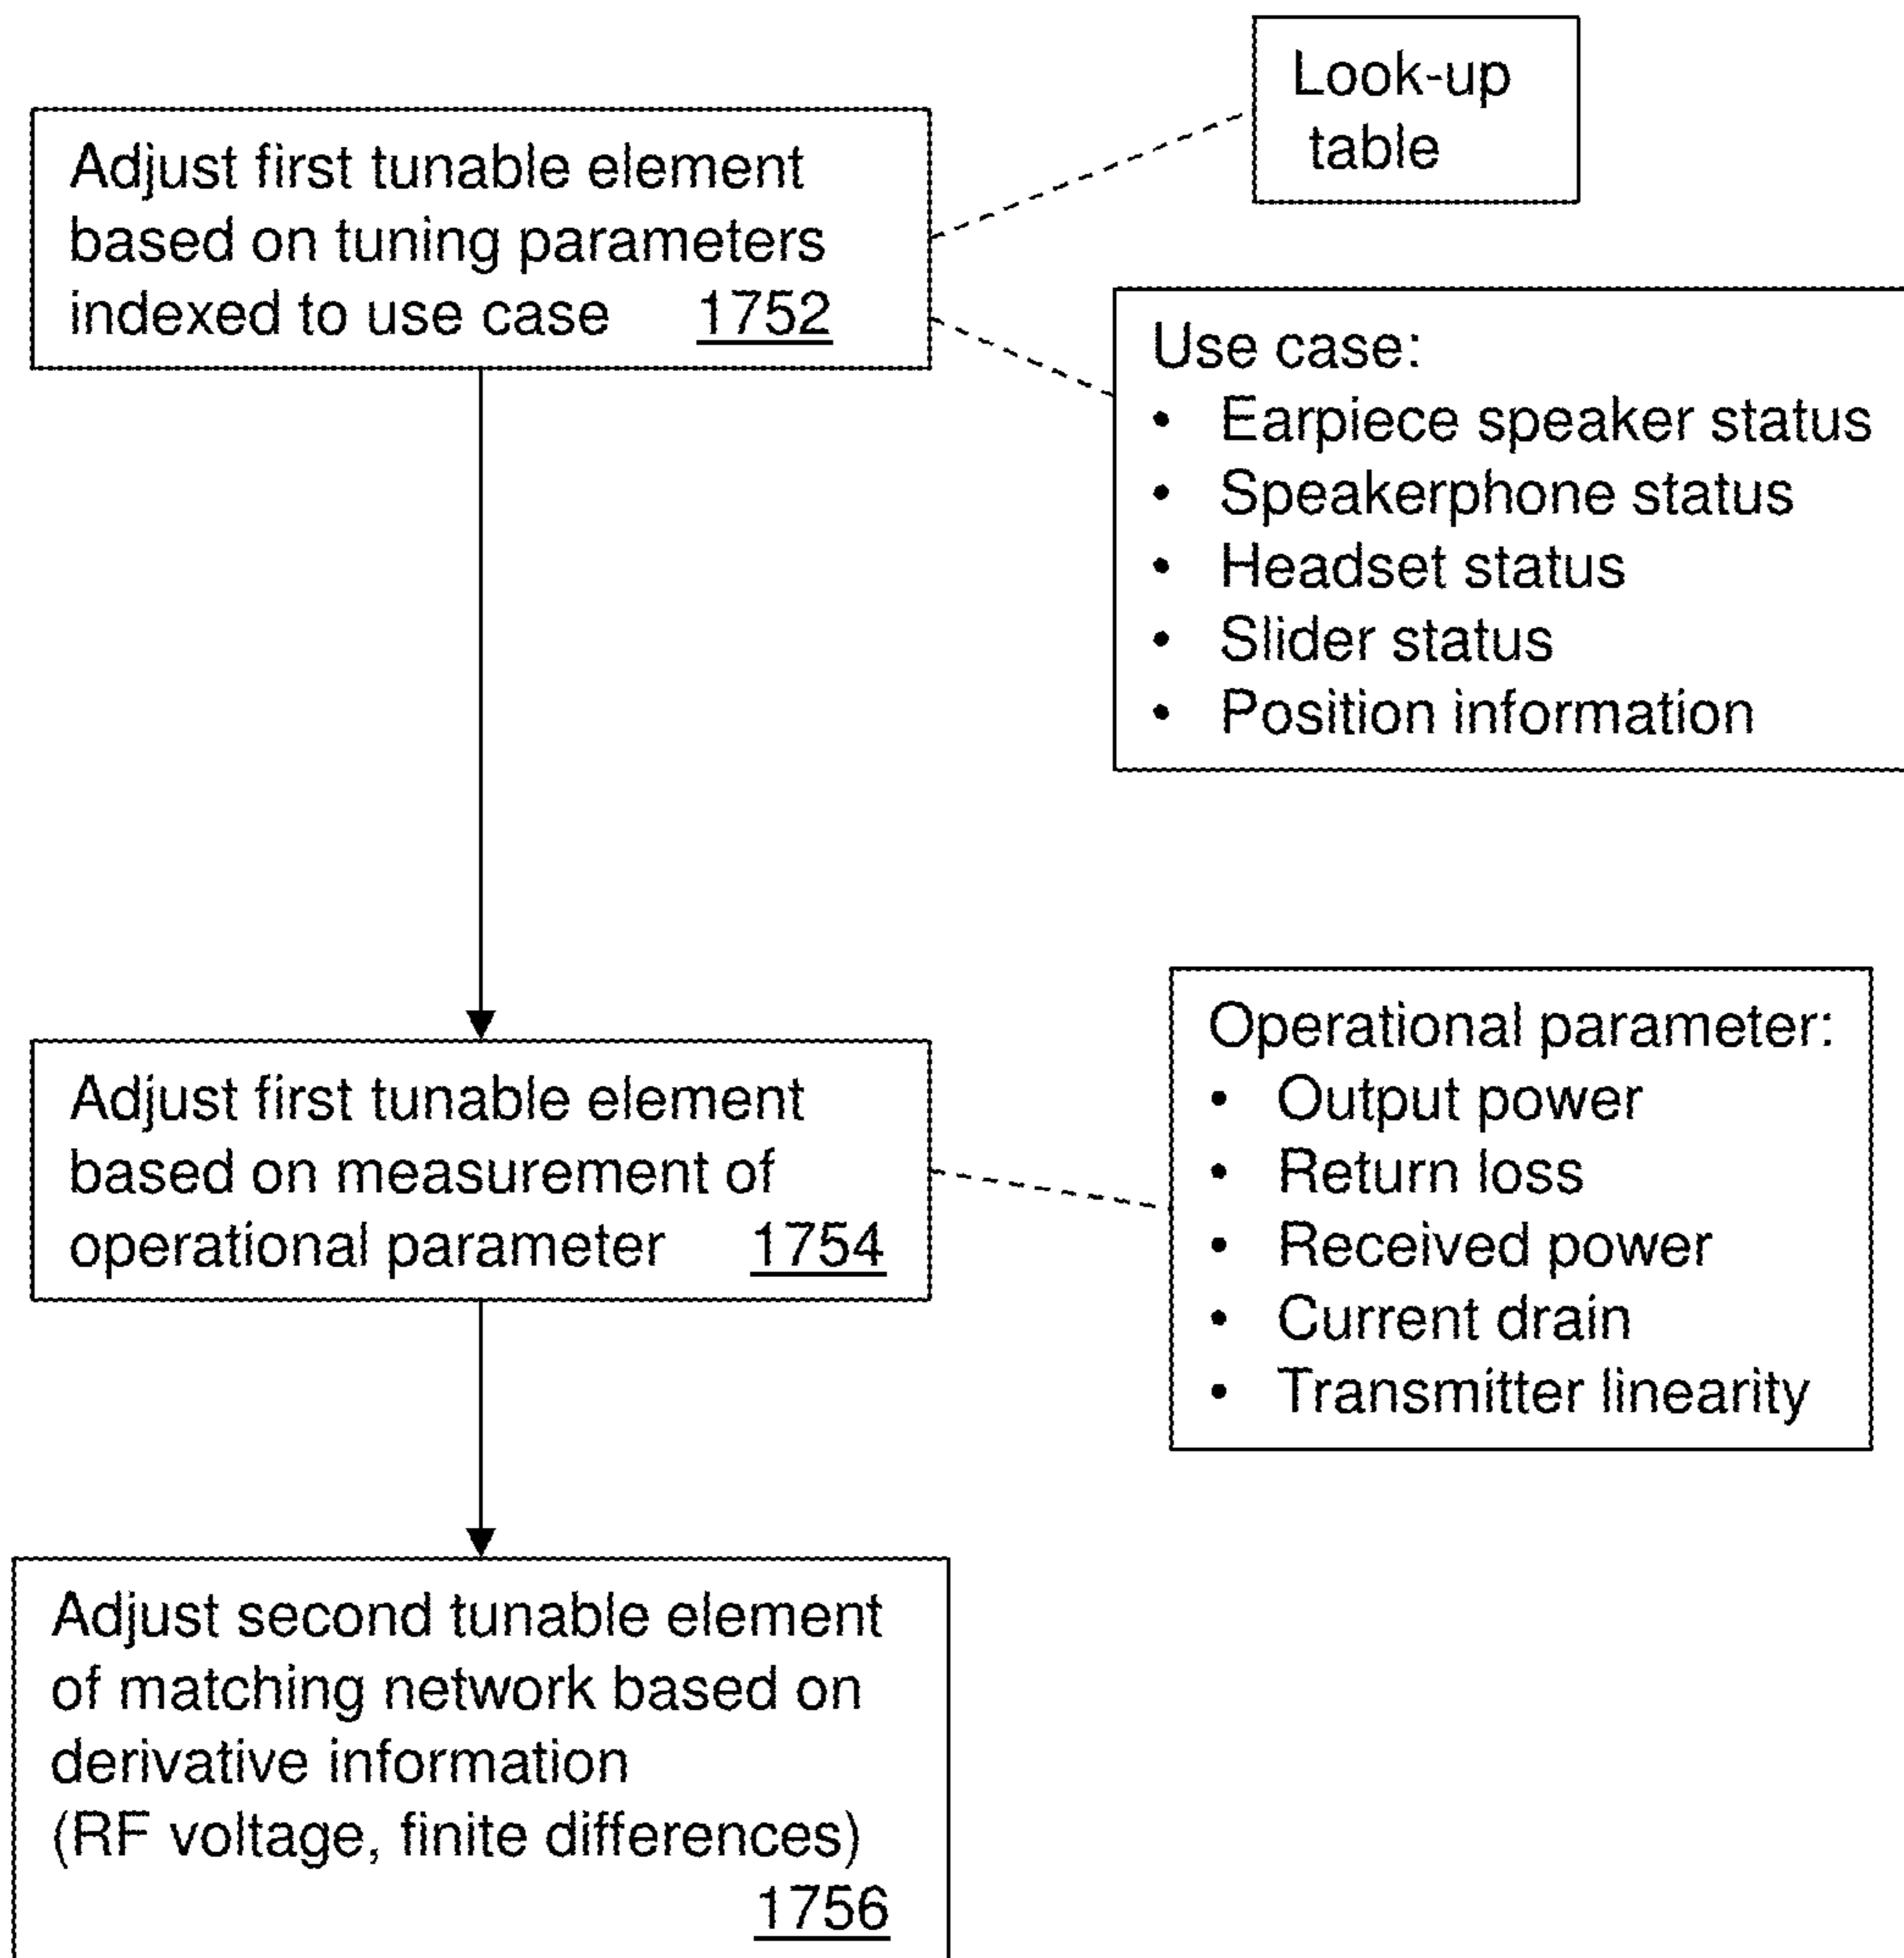 Look-up
table
Adjust first tunable element
based on tuning parameters
indexed to use case 1752
Use case:
• Earpiece speaker status
• Speakerphone status
• Headset status
• Slider status
• Position information
Adjust first tunable element
based on measurement of
operational parameter 1754
Operational parameter:
• Output power
• Return loss
• Received power
• Current drain
• Transmitter linearity
Adjust second tunable element
of matching network based on
derivative information
(RF voltage, finite differences)
1756